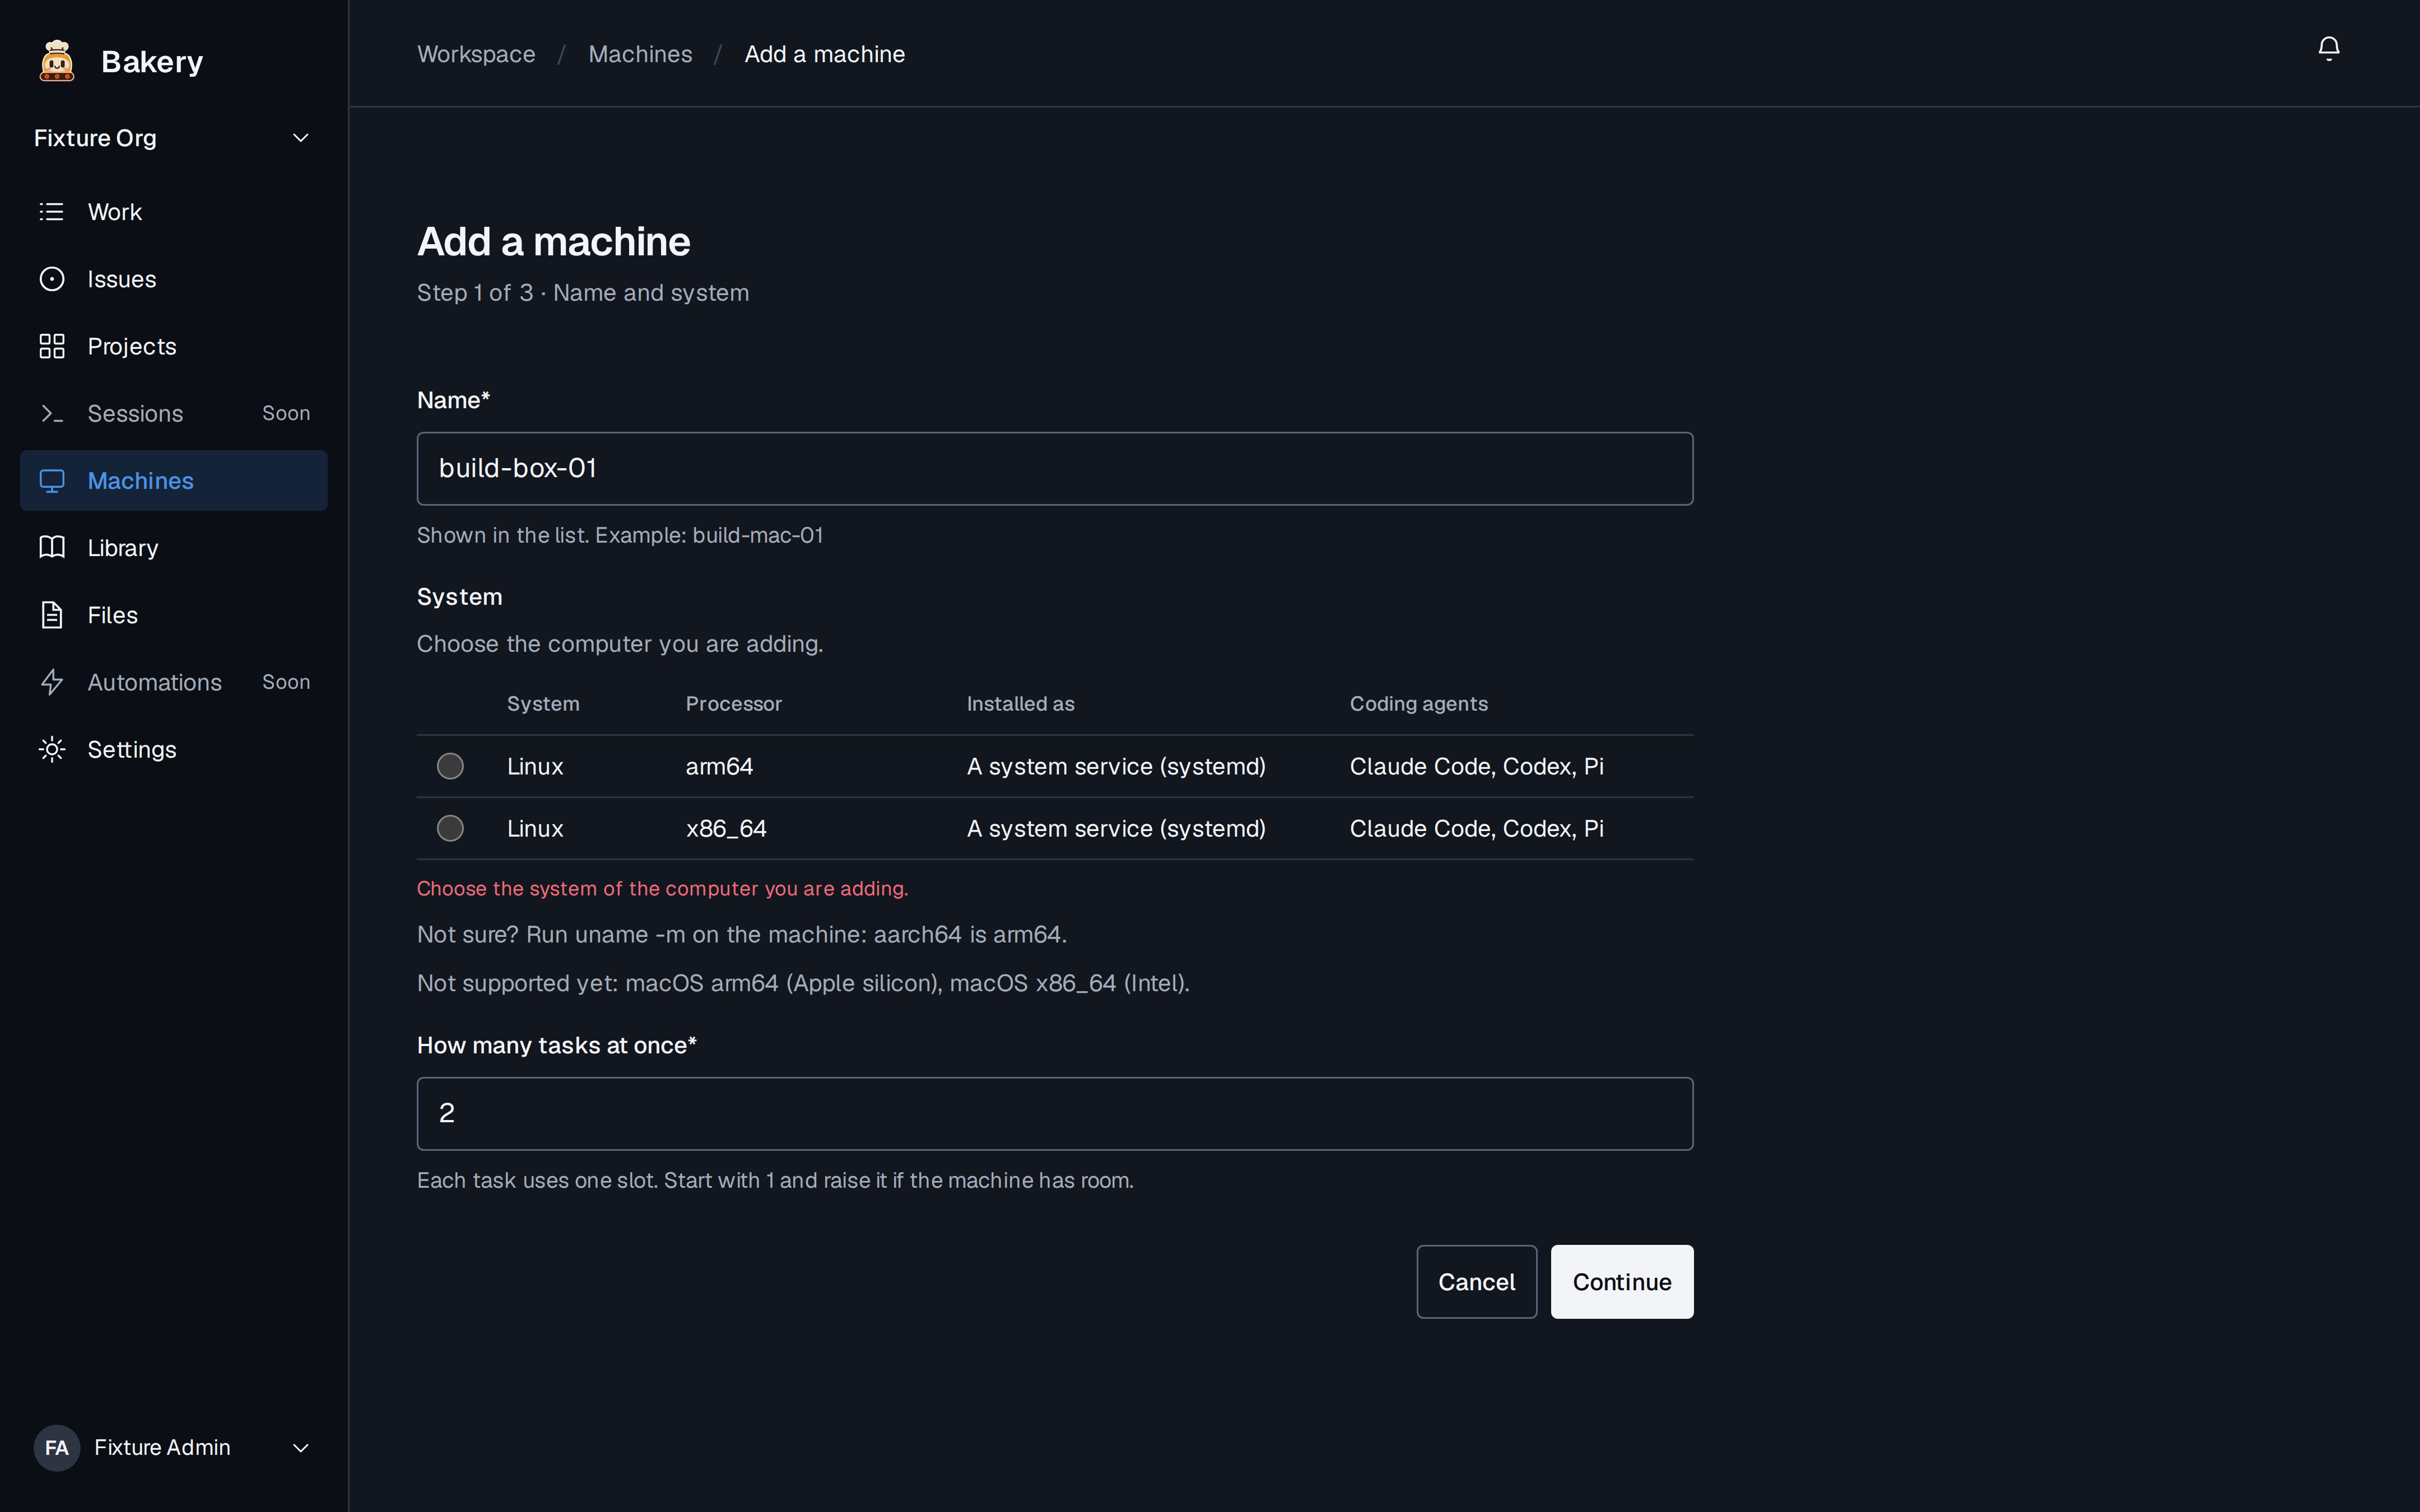 Bakery
Fixture Org
Work
Issues
Projects
Sessions Soon
Machines
Library
Files
Automations Soon
Settings
FA Fixture Admin
Workspace / Machines / Add a machine
Add a machine
Step 1 of 3 · Name and system
Name*
build-box-01
Shown in the list. Example: build-mac-01
System
Choose the computer you are adding.
System Processor Installed as Coding agents
Linux arm64 A system service (systemd) Claude Code, Codex, Pi
Linux x86_64 A system service (systemd) Claude Code, Codex, Pi
Choose the system of the computer you are adding.
Not sure? Run uname -m on the machine: aarch64 is arm64.
Not supported yet: macOS arm64 (Apple silicon), macOS x86_64 (Intel).
How many tasks at once*
2
Each task uses one slot. Start with 1 and raise it if the machine has room.
Cancel Continue